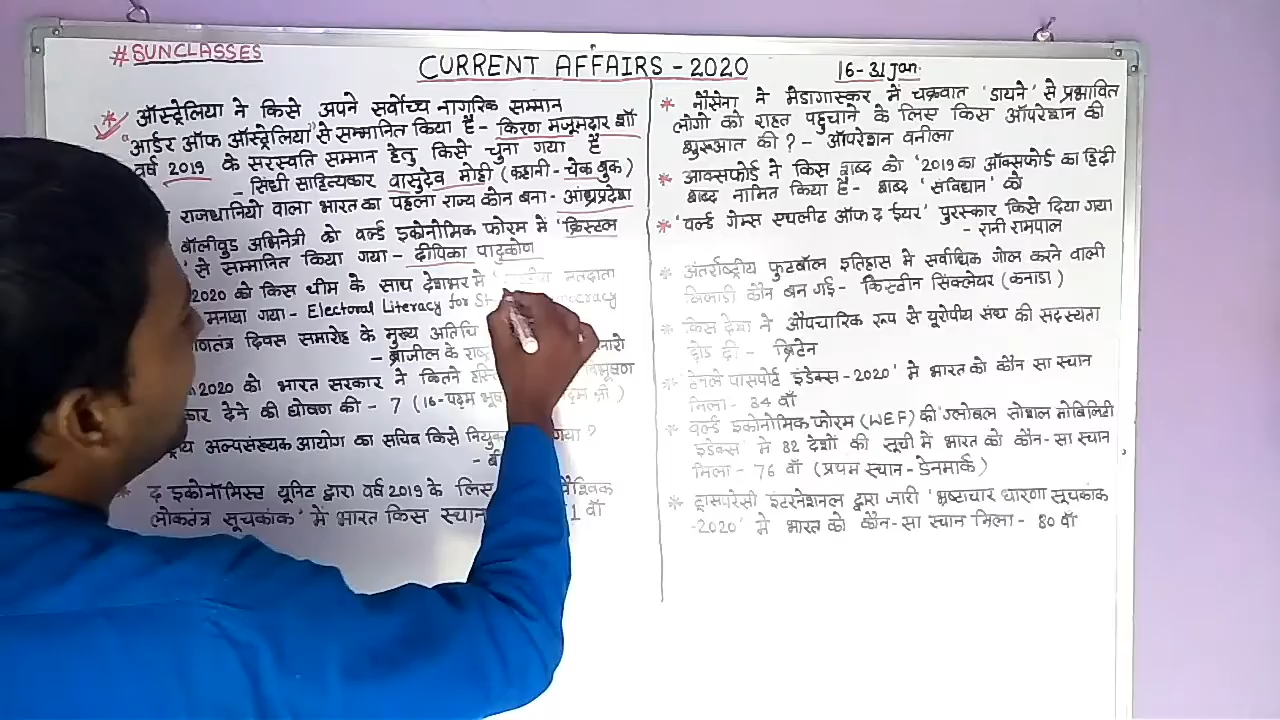 #SUNCLASSES
CURRENT AFFAIRS - 2020
16-31 Jan.
* ऑस्ट्रेलिया ने किसे अपने सर्वोच्य नागरिक सम्मान
"आर्डर ऑफ ऑस्ट्रेलिया" से सम्मानित किया है - किरण मजूमदार शॉ
वर्ष 2019 के सरस्वति सम्मान हेतु किसे चुना गया है
- सिंधी साहित्यकार वासुदेव मोही (कहानी - चेक बुक)
राजधानियो वाला भारत का पहला राज्य कौन बना - आंध्रप्रदेश
बॉलीवुड अभिनेत्री को वर्ल्ड इकोनौमिक फोरम में 'क्रिस्टल
' से सम्मानित किया गया - दीपिका पादुकोण
2020 को किस थीम के साथ देशभर मे मतदाता
मनाया गया - Electoral Literacy for
दिवस समारोह के मुख्य अतिथि
- ब्राजील के
2020 को भारत सरकार ने कितने
देने की घोषण की - 7 (16-पद्म
अल्पसंख्यक आयोग का सचिव किसे गया ?
* द इकोनॉमिस्ट यूनिट द्वारा वर्ष 2019 के लिस वैश्विक
लोकतंत्र सूचकांक' में भारत किस स्थान
* नौसेना ने मेडागास्कर में चक्रवात 'डायने' से प्रभावित
लोगो को राहत पहुचाने के लिस किस ऑपरेशन की
शुरूआत की ? - ऑपरेशन वनीला
* आक्सफोर्ड ने किस शब्द को '2019 का ऑक्सफोर्ड का हिंदी
शब्द नामित किया है - शब्द 'संविधान' को
* 'वर्ल्ड गेम्स एथलीट ऑफ द ईयर' पुरस्कार किसे दिया गया
- रानी रामपाल
* अंतर्राष्ट्रीय फुटबॉल इतिहास मे सर्वाधिक गोल करने वाली
खिलाडी कौन बन गई - क्रिस्टीन सिंक्लेयर (कनाडा)
* किस देश ने औपचारिक रूप से यूरोपीय संघ की सदस्यता
छोड दी - ब्रिटेन
* हेनले पासपोर्ट इंडेक्स - 2020' मे भारत को कौन सा स्थान
मिला - 84 वाँ
* वर्ल्ड इकोनोमिक फोरम (WEF) की 'ग्लोबल सोशल मोबिलिटी
इंडेक्स' मे 82 देशों की सूची में भारत को कौन-सा स्थान
मिला - 76 वाँ (प्रथम स्थान - डेनमार्क)
* ट्रांसपरेंसी इंटरनेशनल द्वारा जारी 'भ्रष्टाचार धारणा सूचकांक
-2020' मे भारत को कौन-सा स्थान मिला - 80 वाँ